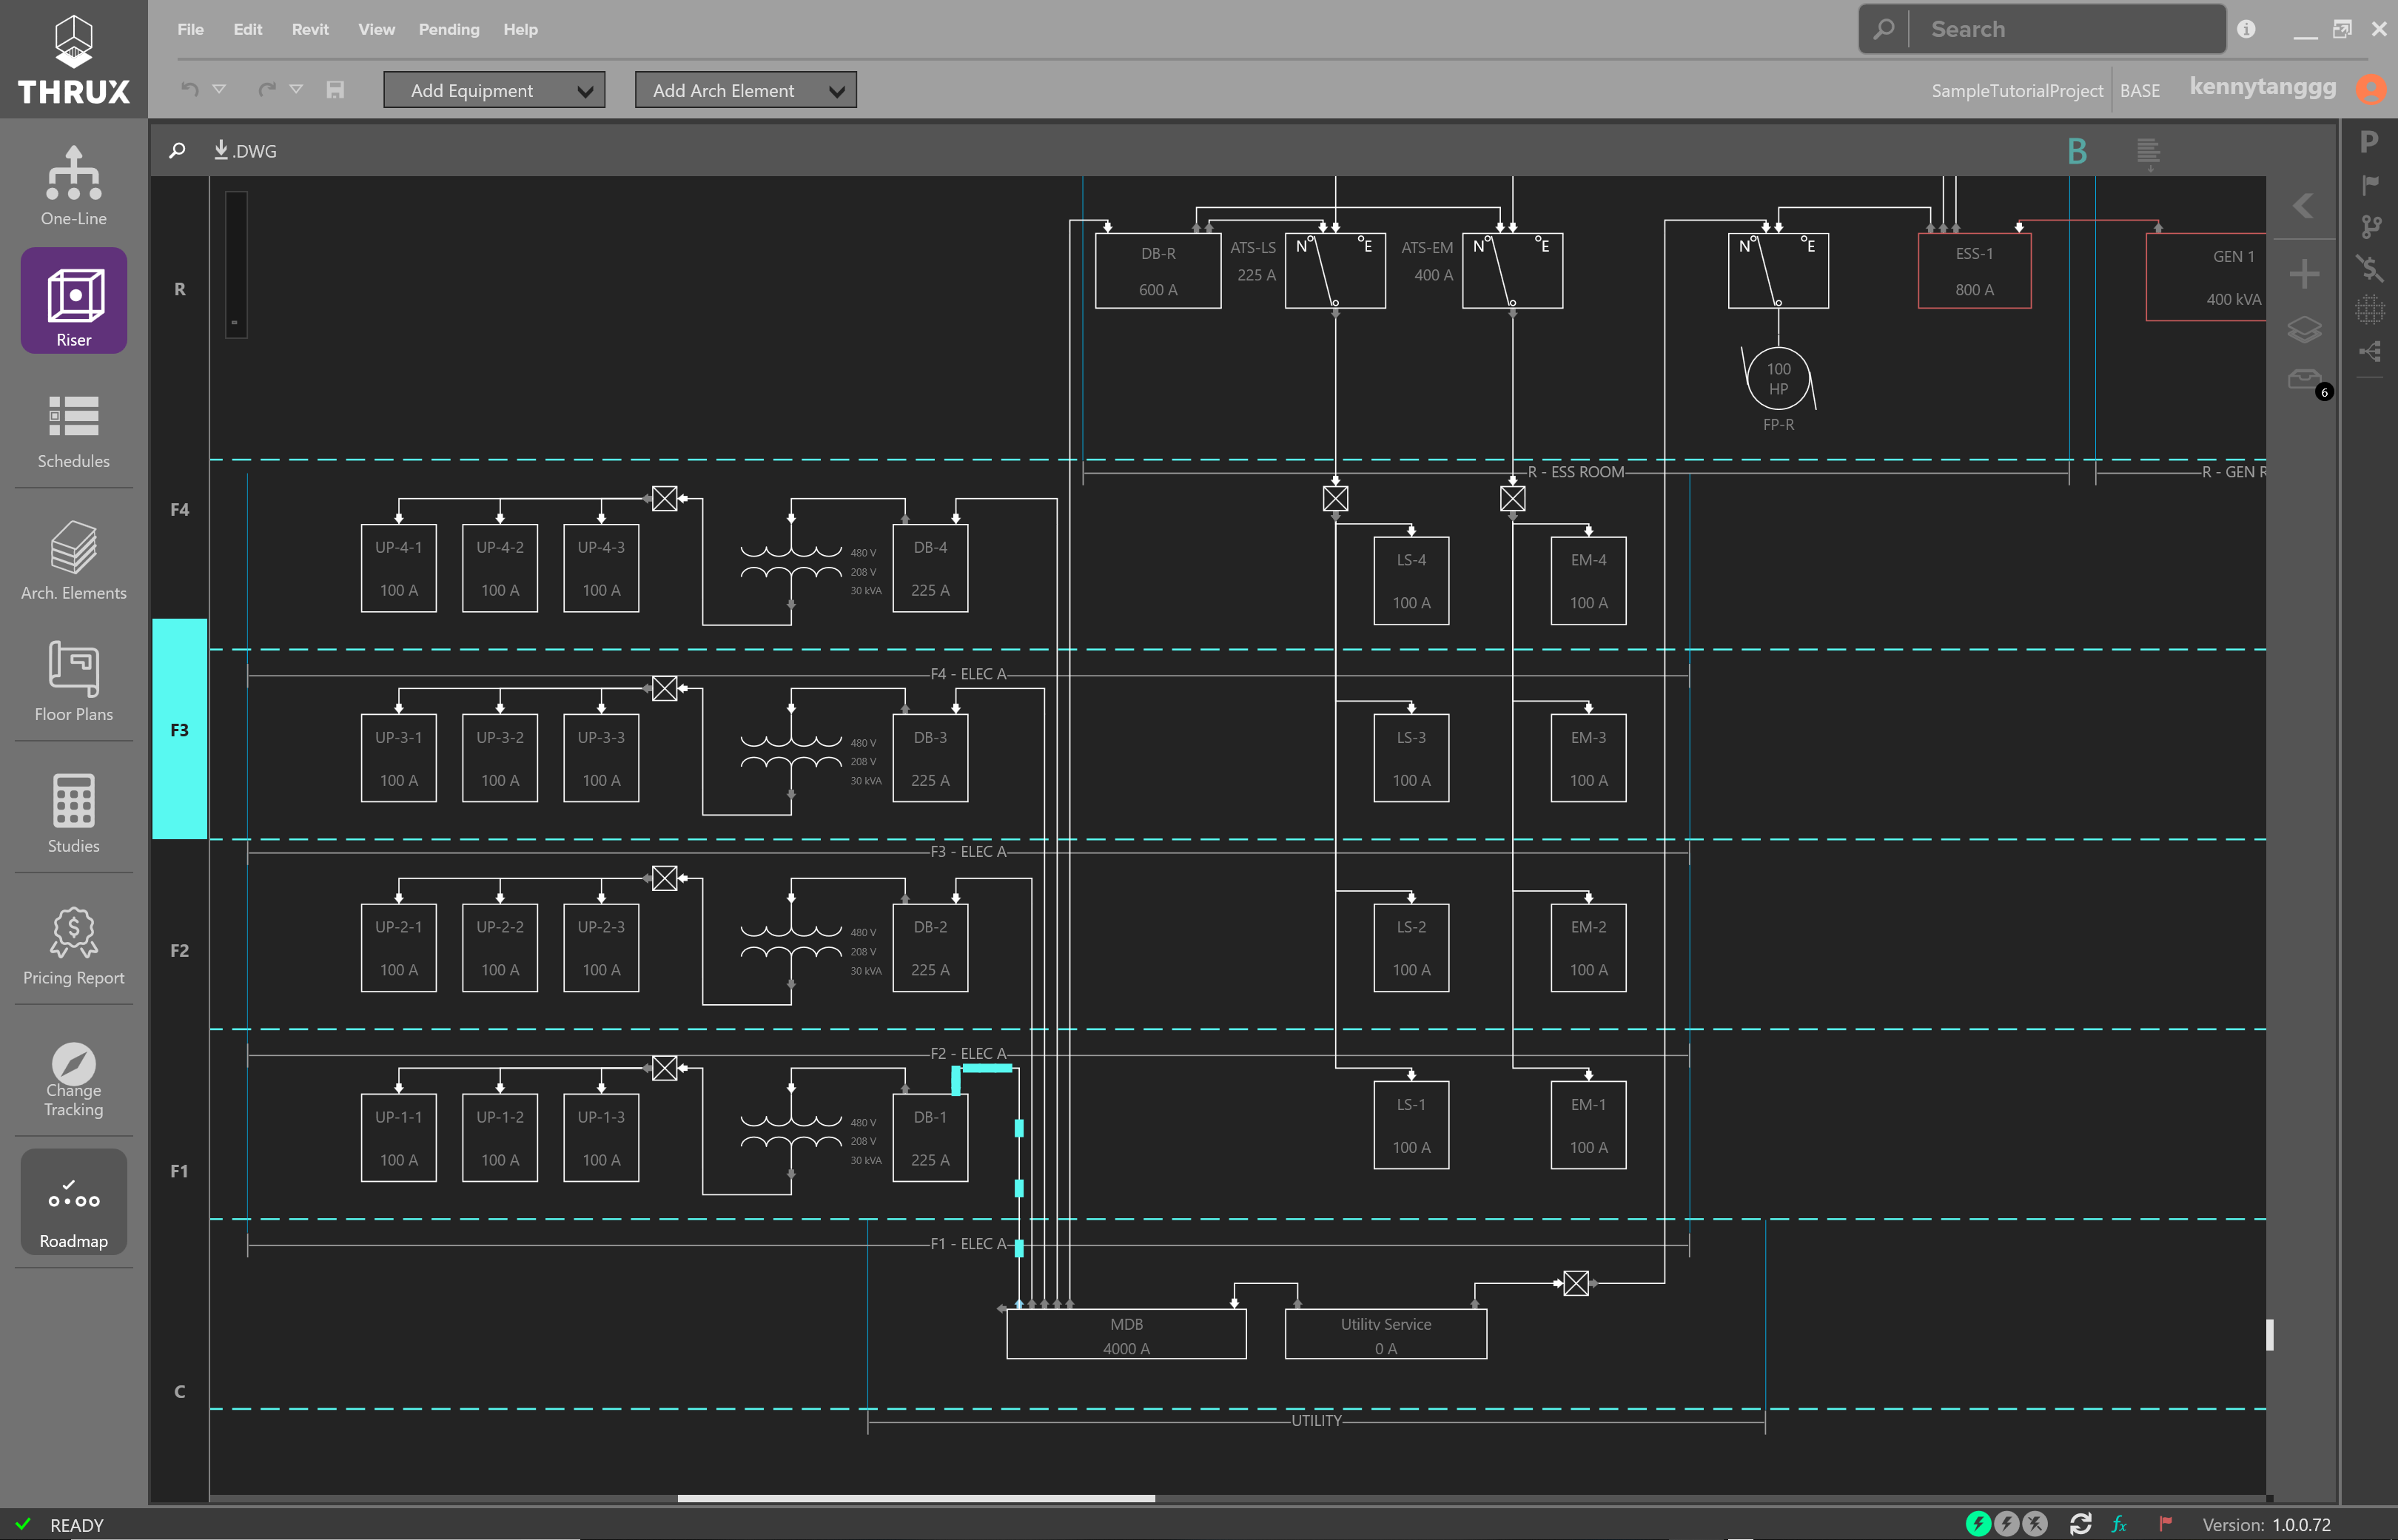 THRUX
File Edit Revit View Pending Help
Search
Add Equipment
Add Arch Element
SampleTutorialProject
BASE
kennytanggg
.DWG
B
P
One-Line
Riser
Schedules
Arch. Elements
Floor Plans
Studies
Pricing Report
Change
Tracking
Roadmap
R
DB-R
600 A
ATS-LS
225 A
N E
ATS-EM
400 A
N E
N E
100
HP
FP-R
ESS-1
800 A
GEN 1
400 kVA
6
R - ESS ROOM
R - GEN R
F4
UP-4-1
100 A
UP-4-2
100 A
UP-4-3
100 A
480 V
208 V
30 kVA
DB-4
225 A
LS-4
100 A
EM-4
100 A
F4 - ELEC A
F3
UP-3-1
100 A
UP-3-2
100 A
UP-3-3
100 A
480 V
208 V
30 kVA
DB-3
225 A
LS-3
100 A
EM-3
100 A
F3 - ELEC A
F2
UP-2-1
100 A
UP-2-2
100 A
UP-2-3
100 A
480 V
208 V
30 kVA
DB-2
225 A
LS-2
100 A
EM-2
100 A
F2 - ELEC A
F1
UP-1-1
100 A
UP-1-2
100 A
UP-1-3
100 A
480 V
208 V
30 kVA
DB-1
225 A
LS-1
100 A
EM-1
100 A
F1 - ELEC A
C
MDB
4000 A
Utility Service
0 A
UTILITY
READY
fx
Version: 1.0.0.72